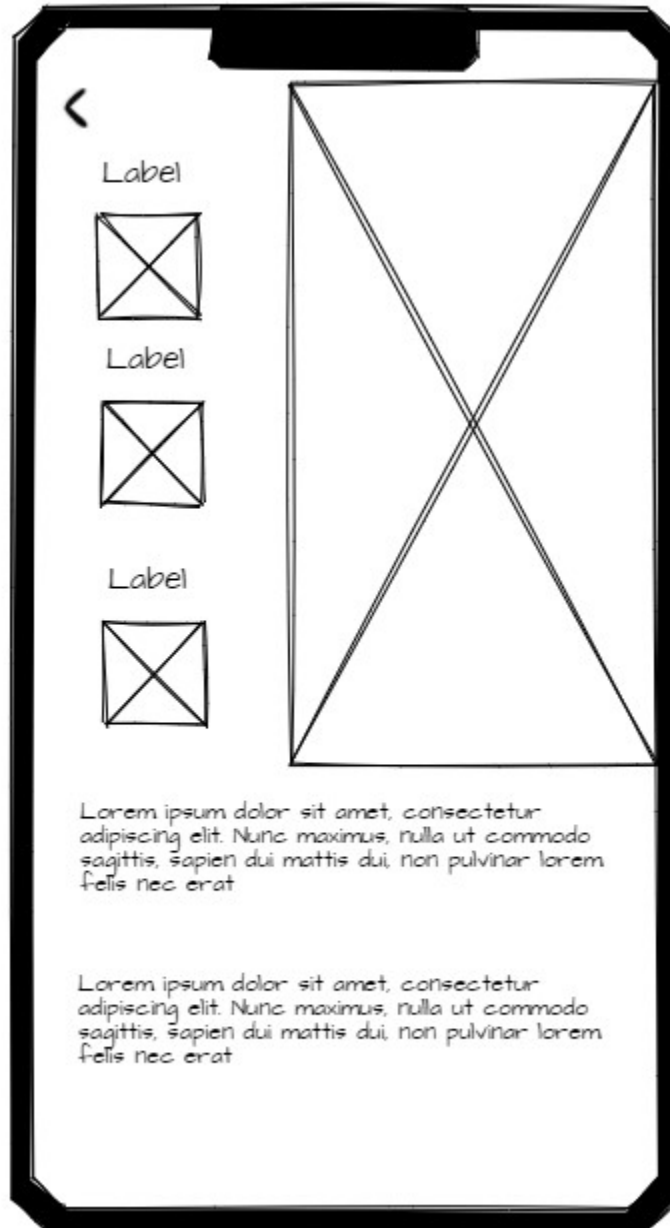 Label
Label
Label
Lorem ipsum dolor sit amet, consectetur
adipiscing elit. Nunc maximus, nulla ut commodo
sagittis, sapien dui mattis dui, non pulvinar lorem
felis nec erat
Lorem ipsum dolor sit amet, consectetur
adipiscing elit. Nunc maximus, nulla ut commodo
sagittis, sapien dui mattis dui, non pulvinar lorem
felis nec erat